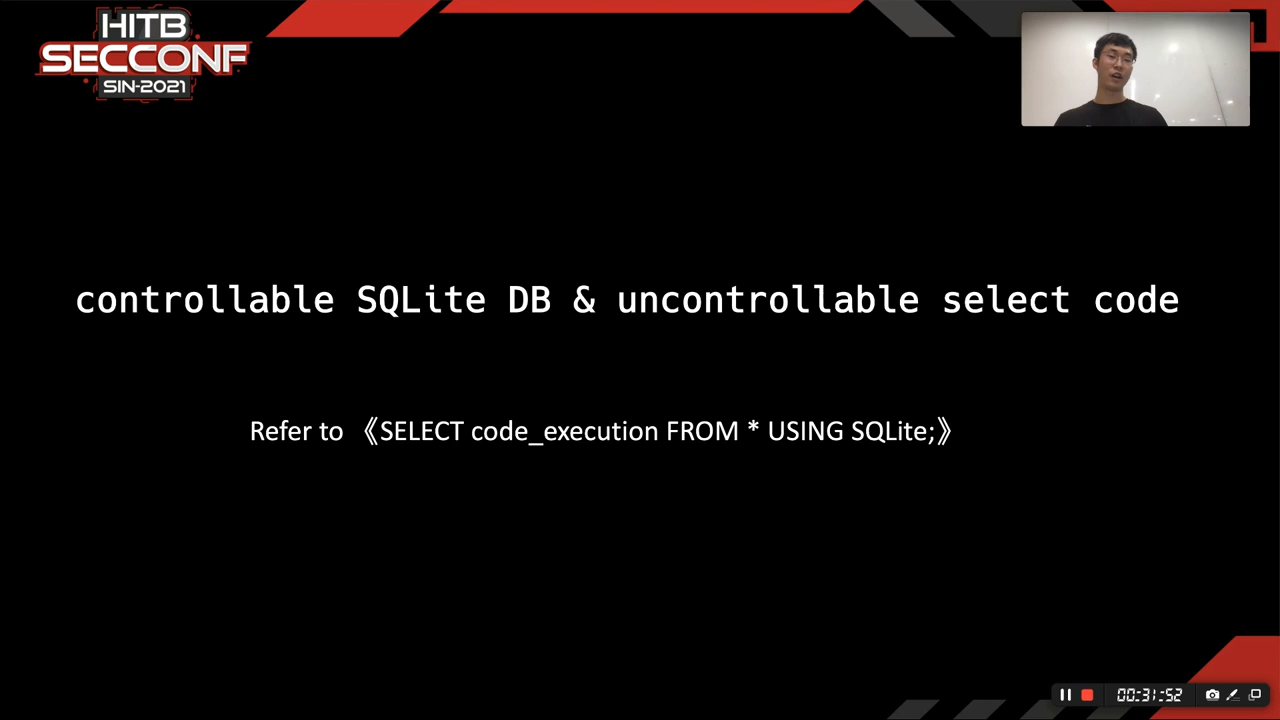 HITB
SECCONF
SIN-2021
controllable SQLite DB & uncontrollable select code
Refer to 《SELECT code_execution FROM * USING SQLite;》
00:31:52